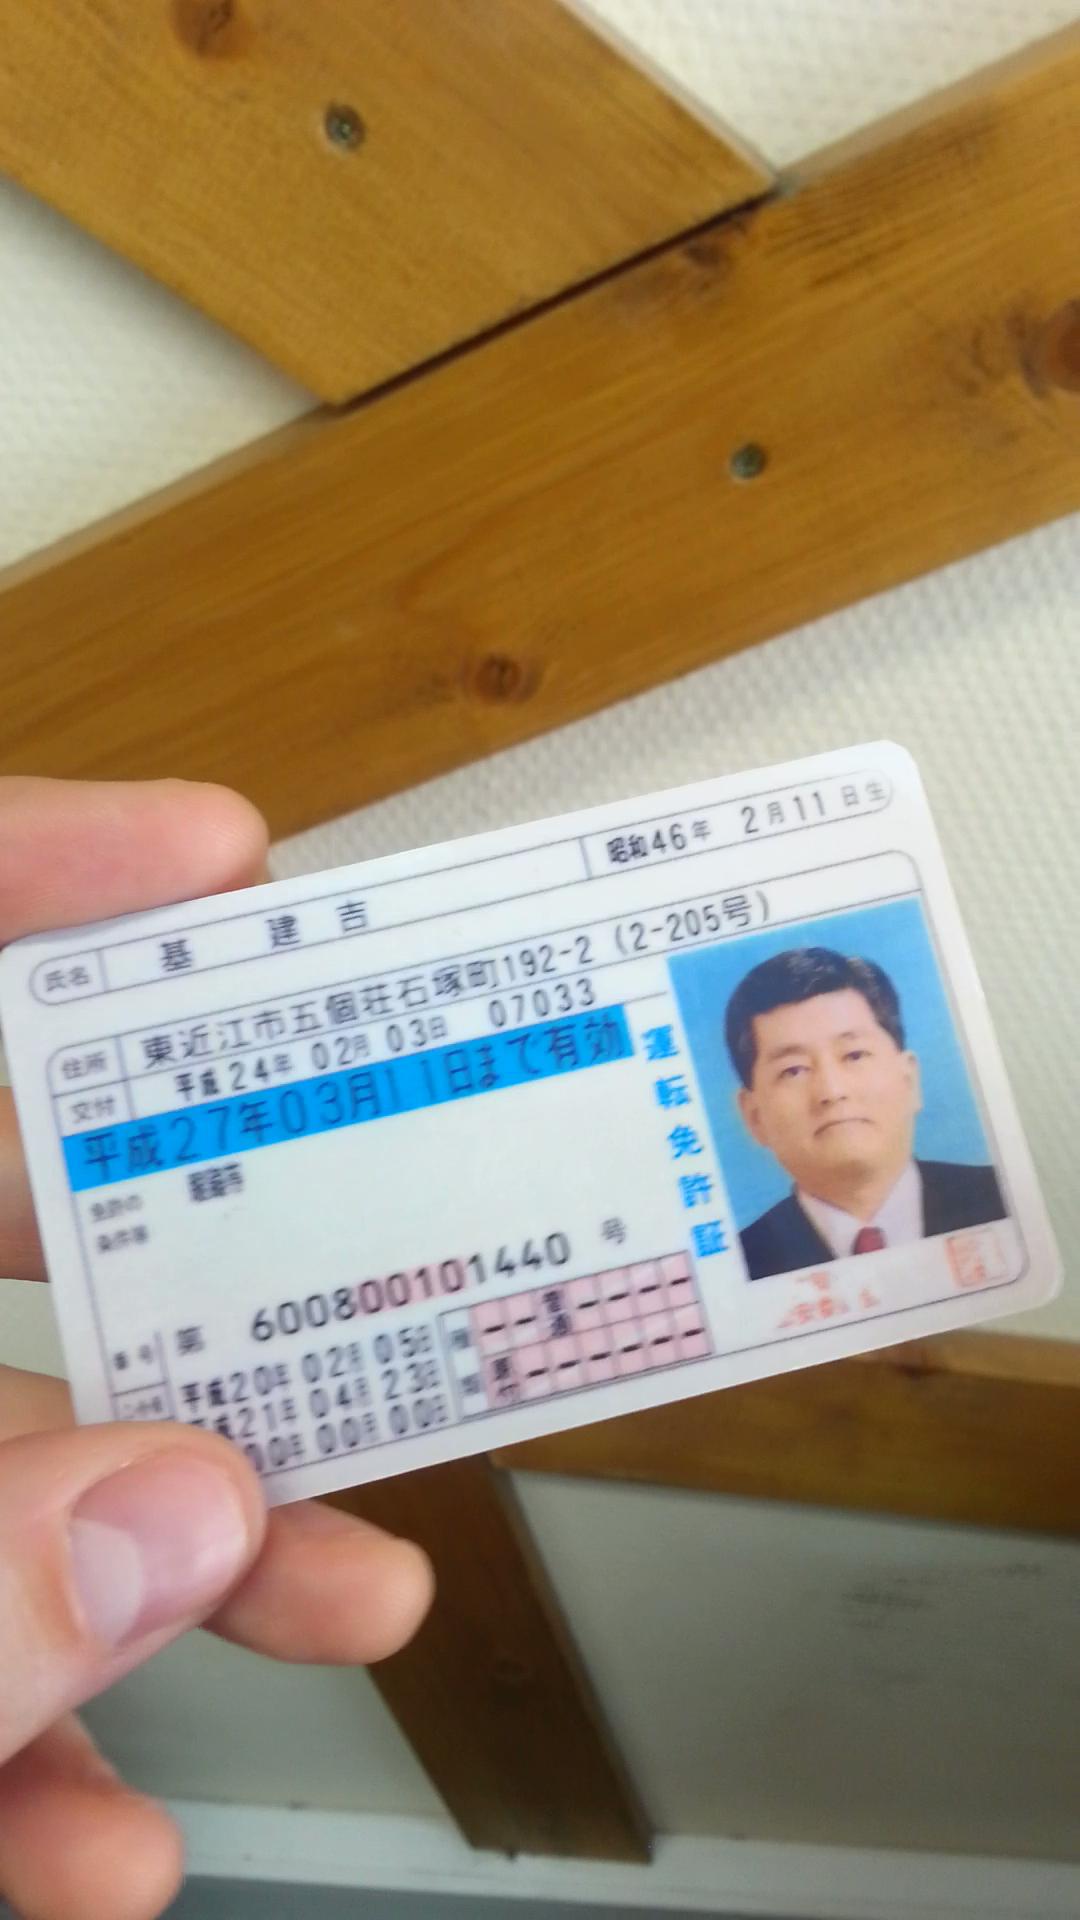 氏名 基 建 吉 昭和46年 2月11日生
住所 東近江市五個荘石塚町192-2 (2-205号)
交付 平成24年 02月 03日 07033
平成27年03月11日まで有効
免許の
条件等 眼鏡等
運転免許証
番号 第 600800101440 号
平成20年 02月 05日
平成21年 04月 23日
00年 00月 00日
種類
普通
原付